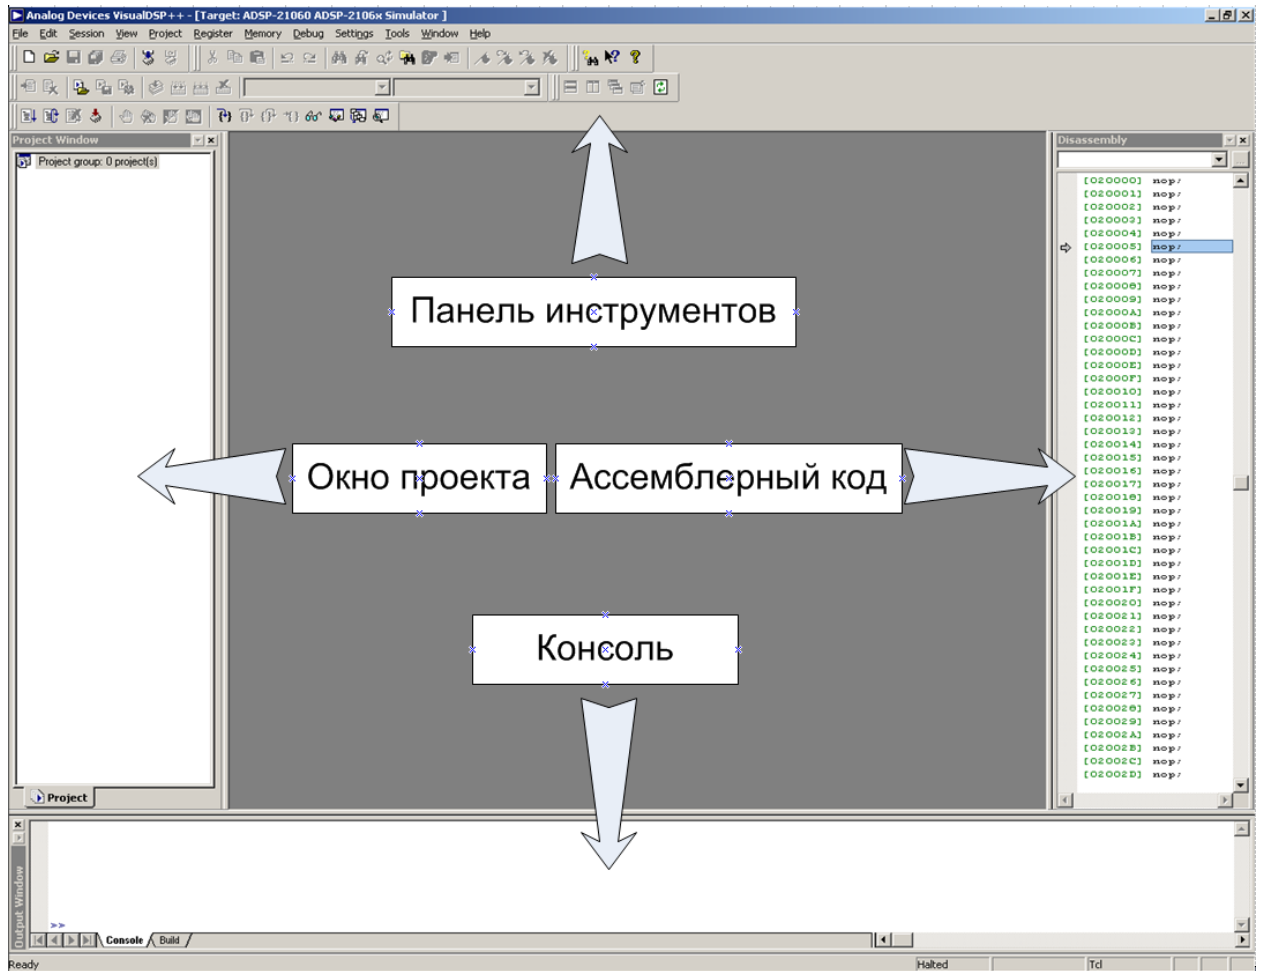 Analog Devices VisualDSP++ - [Target: ADSP-21060 ADSP-2106x Simulator ]
File Edit Session View Project Register Memory Debug Settings Tools Window Help
Project Window
Disassembly
Project group: 0 project(s)
[020000] nop;
[020001] nop;
[020002] nop;
[020003] nop;
[020004] nop;
[020005] nop;
[020006] nop;
[020007] nop;
[020008] nop;
[020009] nop;
[02000A] nop;
[02000B] nop;
[02000C] nop;
[02000D] nop;
[02000E] nop;
[02000F] nop;
[020010] nop;
[020011] nop;
[020012] nop;
[020013] nop;
[020014] nop;
[020015] nop;
[020016] nop;
[020017] nop;
[020018] nop;
[020019] nop;
[02001A] nop;
[02001B] nop;
[02001C] nop;
[02001D] nop;
[02001E] nop;
[02001F] nop;
[020020] nop;
[020021] nop;
[020022] nop;
[020023] nop;
[020024] nop;
[020025] nop;
[020026] nop;
[020027] nop;
[020028] nop;
[020029] nop;
[02002A] nop;
[02002B] nop;
[02002C] nop;
[02002D] nop;
Панель инструментов
Окно проекта
Ассемблерный код
Консоль
Project
Output Window
>>
Console Build
Ready
Halted
Tcl